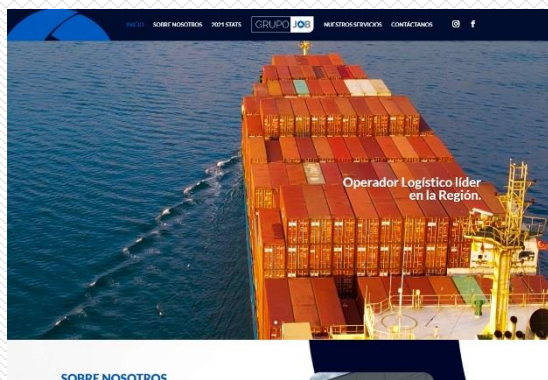 INICIO SOBRE NOSOTROS 2021 STATS GRUPO JOB NUESTROS SERVICIOS CONTÁCTANOS
Operador Logístico líder
en la Región.
SOBRE NOSOTROS